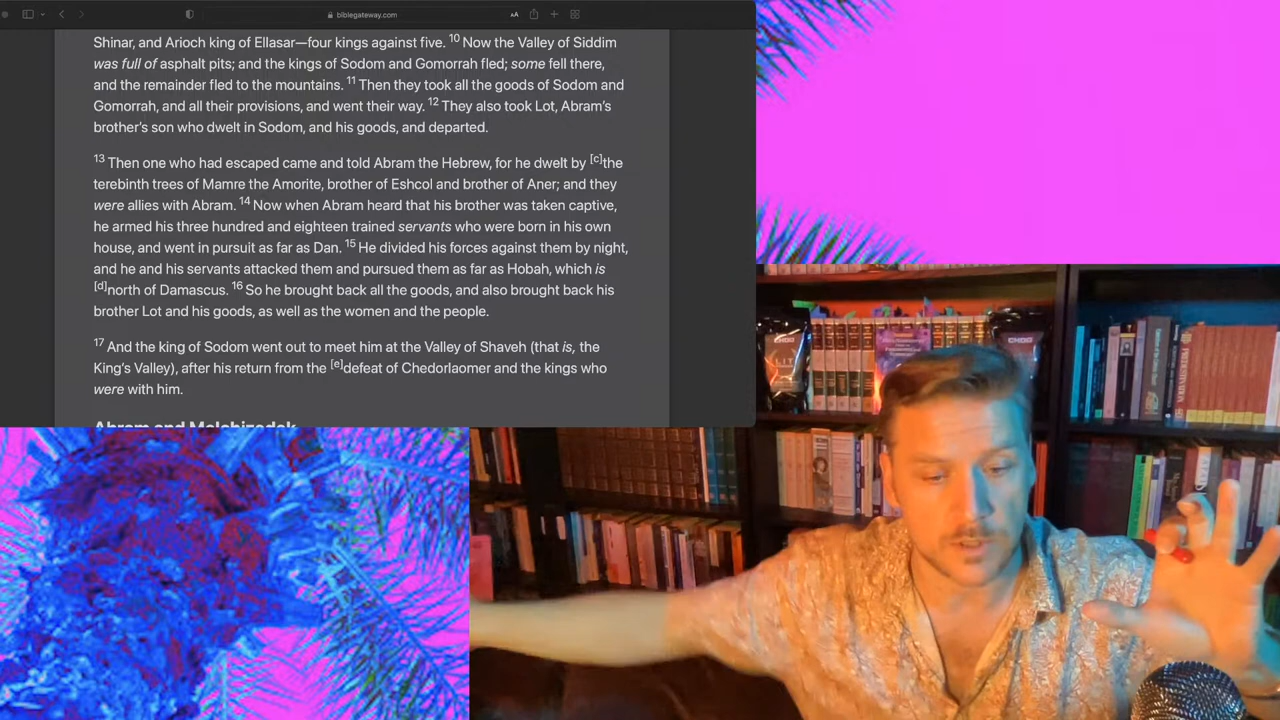 biblegateway.com
AA
Shinar, and Arioch king of Ellasar—four kings against five. 10 Now the Valley of Siddim
was full of asphalt pits; and the kings of Sodom and Gomorrah fled; some fell there,
and the remainder fled to the mountains. 11 Then they took all the goods of Sodom and
Gomorrah, and all their provisions, and went their way. 12 They also took Lot, Abram's
brother's son who dwelt in Sodom, and his goods, and departed.
13 Then one who had escaped came and told Abram the Hebrew, for he dwelt by [c]the
terebinth trees of Mamre the Amorite, brother of Eshcol and brother of Aner; and they
were allies with Abram. 14 Now when Abram heard that his brother was taken captive,
he armed his three hundred and eighteen trained servants who were born in his own
house, and went in pursuit as far as Dan. 15 He divided his forces against them by night,
and he and his servants attacked them and pursued them as far as Hobah, which is
[d]north of Damascus. 16 So he brought back all the goods, and also brought back his
brother Lot and his goods, as well as the women and the people.
17 And the king of Sodom went out to meet him at the Valley of Shaveh (that is, the
King's Valley), after his return from the [e]defeat of Chedorlaomer and the kings who
were with him.
Abram and Melchizedek